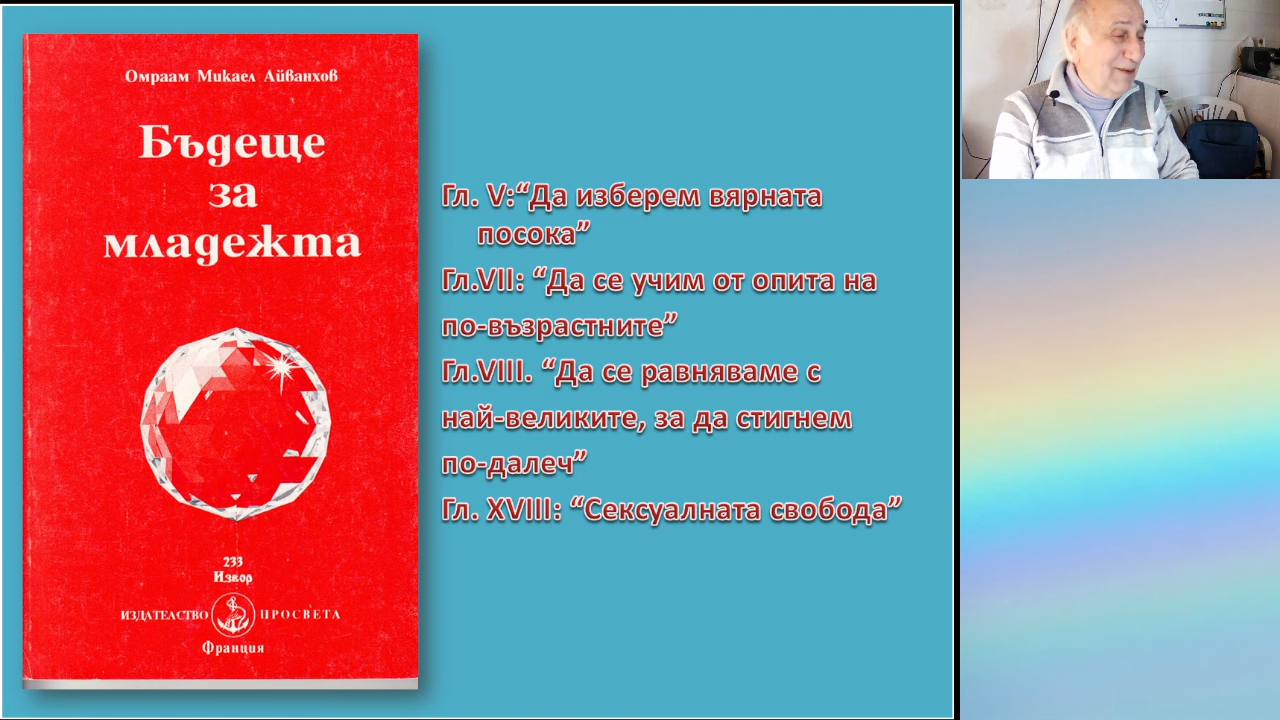 Омраам Микаел Айванхов
Бъдеще
за
младежта
233
Извор
ИЗДАТЕЛСТВО ПРОСВЕТА
Франция
Гл. V:“Да изберем вярната
посока”
Гл.VII: “Да се учим от опита на
по-възрастните”
Гл.VIII. “Да се равняваме с
най-великите, за да стигнем
по-далеч”
Гл. XVIII: “Сексуалната свобода”